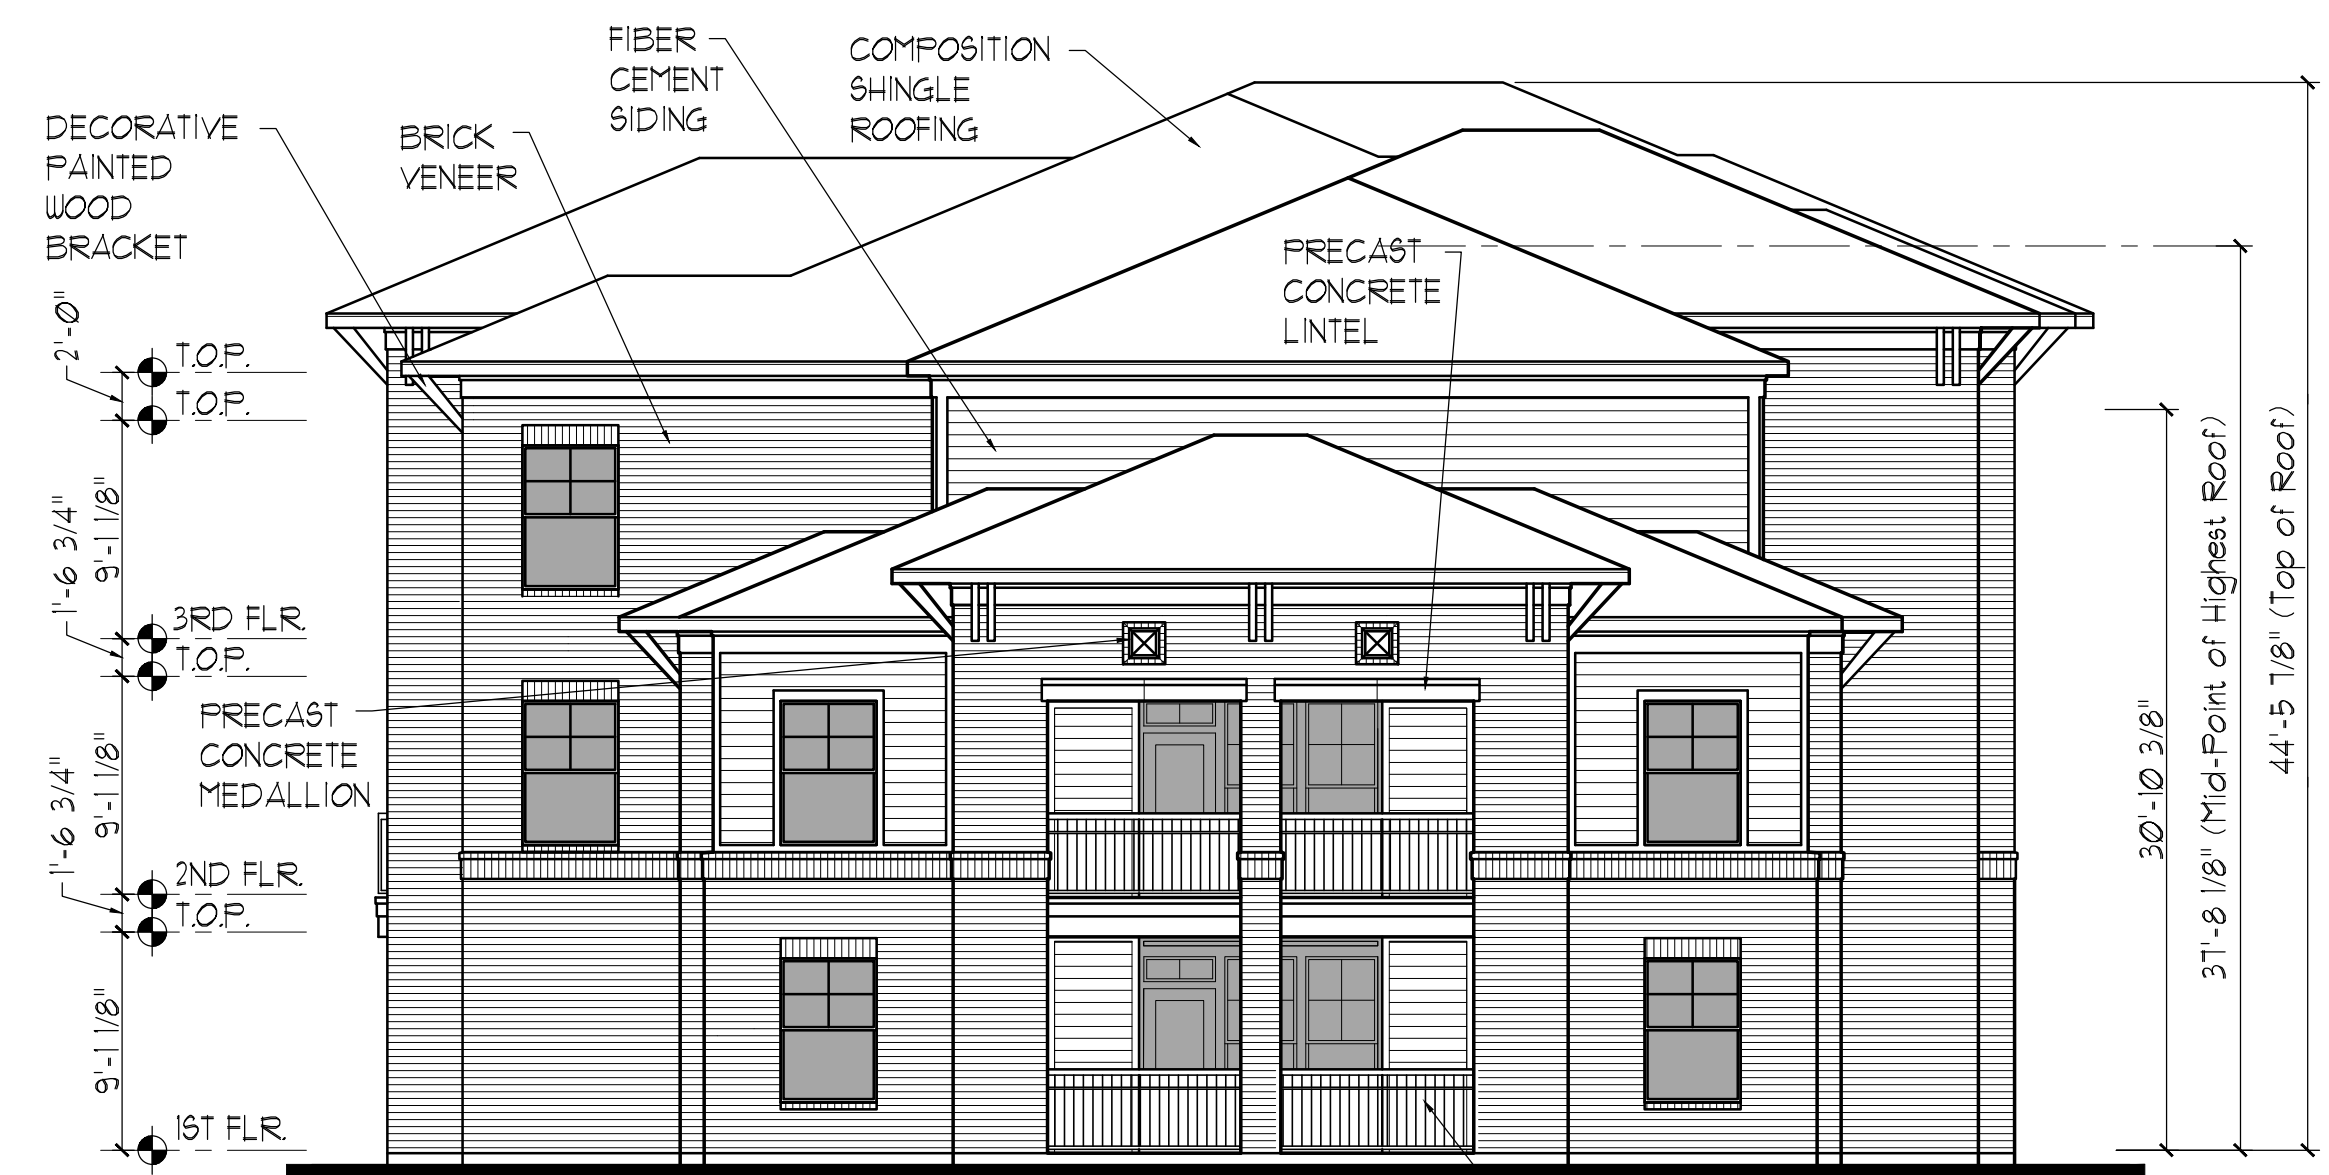 FIBER
CEMENT
SIDING
COMPOSITION
SHINGLE
ROOFING
DECORATIVE
PAINTED
WOOD
BRACKET
BRICK
VENEER
PRECAST
CONCRETE
LINTEL
2'-0"
T.O.P.
T.O.P.
9'-1 1/8"
1'-6 3/4"
3RD FLR.
T.O.P.
PRECAST
CONCRETE
MEDALLION
9'-1 1/8"
1'-6 3/4"
2ND FLR.
T.O.P.
9'-1 1/8"
1ST FLR.
30'-10 3/8"
37'-8 1/8" (Mid-Point of Highest Roof)
44'-5 7/8" (Top of Roof)